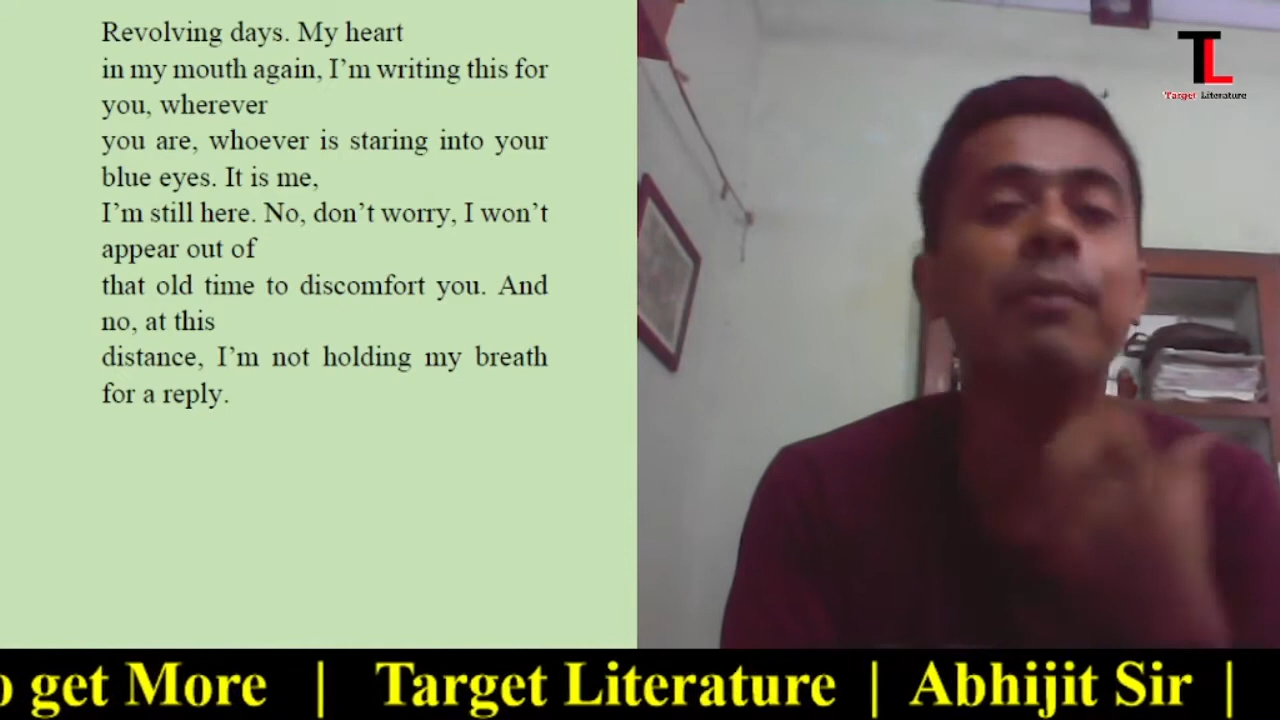 Revolving days. My heart
in my mouth again, I’m writing this for
you, wherever
you are, whoever is staring into your
blue eyes. It is me,
I’m still here. No, don’t worry, I won’t
appear out of
that old time to discomfort you. And
no, at this
distance, I’m not holding my breath
for a reply.
TL
Target Literature
get More | Target Literature | Abhijit Sir |